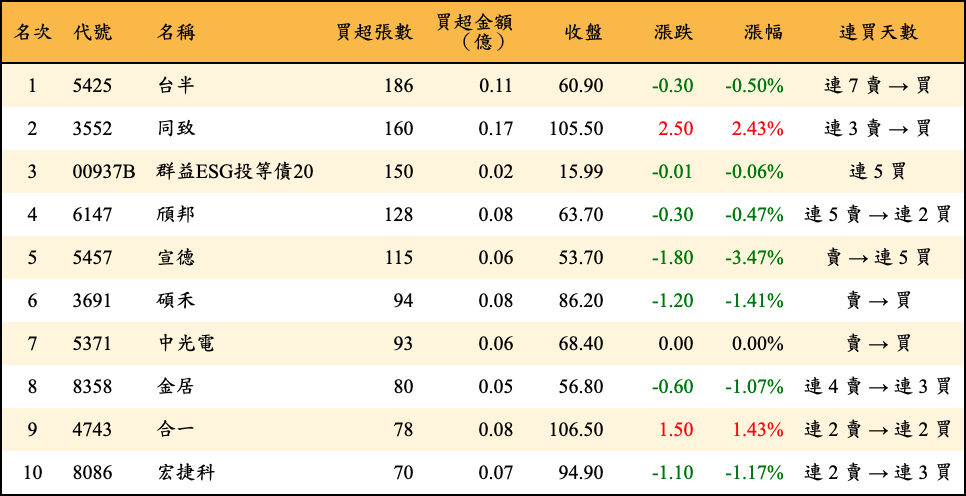 名次 代號 名稱 買超張數 買超金額（億） 收盤 漲跌 漲幅 連買天數
1 5425 台半 186 0.11 60.90 -0.30 -0.50% 連 7 賣 → 買
2 3552 同致 160 0.17 105.50 2.50 2.43% 連 3 賣 → 買
3 00937B 群益ESG投等債20 150 0.02 15.99 -0.01 -0.06% 連 5 買
4 6147 頎邦 128 0.08 63.70 -0.30 -0.47% 連 5 賣 → 連 2 買
5 5457 宣德 115 0.06 53.70 -1.80 -3.47% 賣 → 連 5 買
6 3691 碩禾 94 0.08 86.20 -1.20 -1.41% 賣 → 買
7 5371 中光電 93 0.06 68.40 0.00 0.00% 賣 → 買
8 8358 金居 80 0.05 56.80 -0.60 -1.07% 連 4 賣 → 連 3 買
9 4743 合一 78 0.08 106.50 1.50 1.43% 連 2 賣 → 連 2 買
10 8086 宏捷科 70 0.07 94.90 -1.10 -1.17% 連 2 賣 → 連 3 買